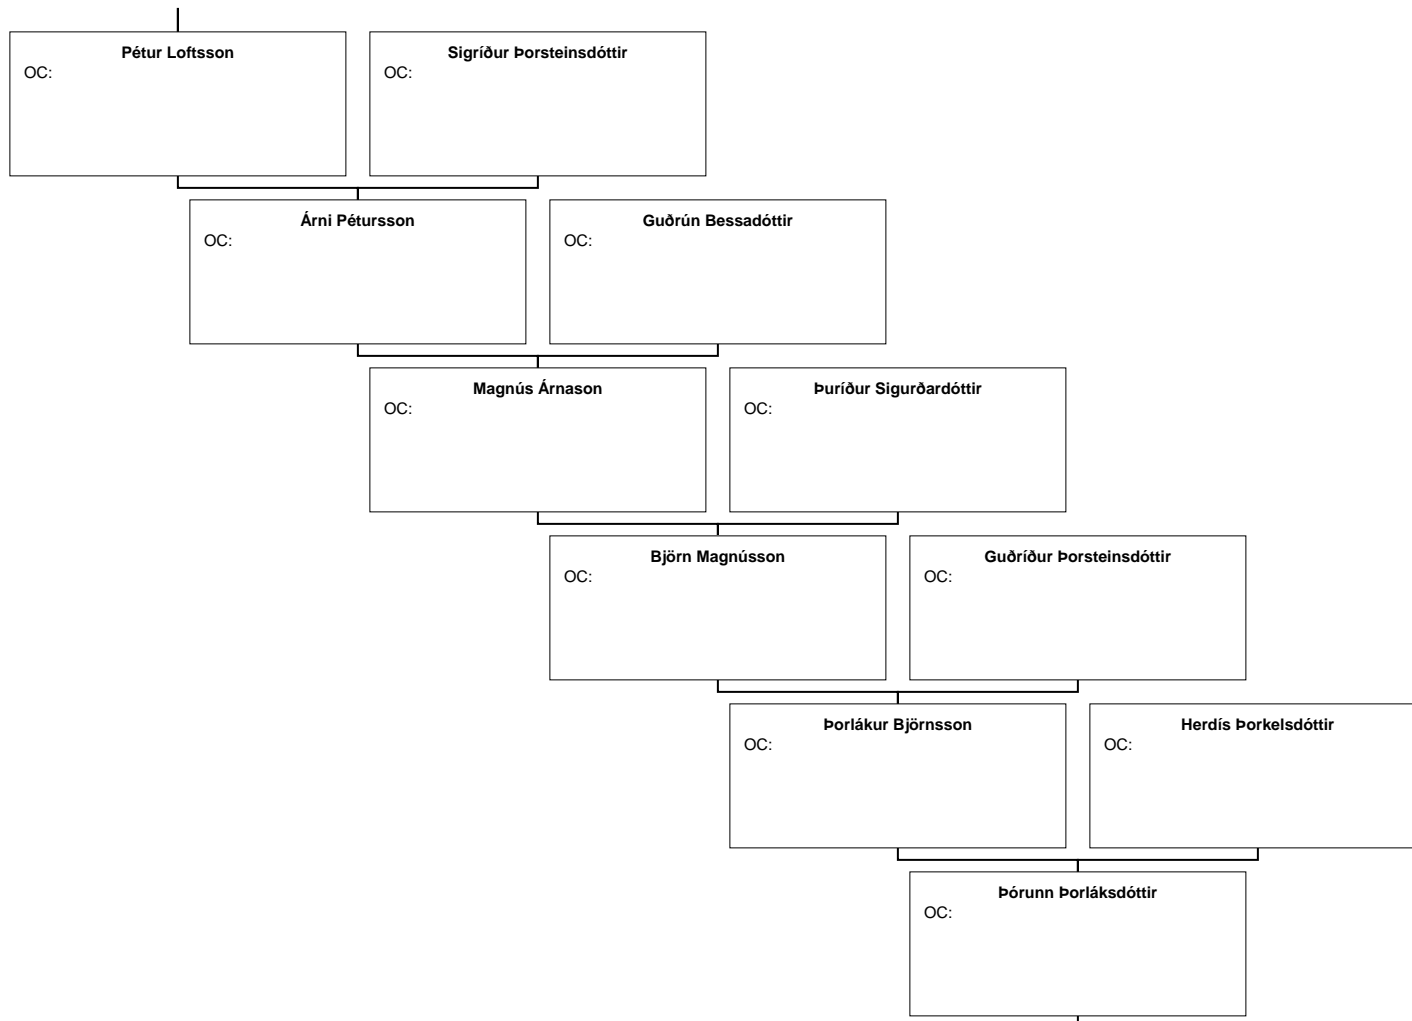 Pétur Loftsson
OC:
Sigríður Þorsteinsdóttir
OC:
Árni Pétursson
OC:
Guðrún Bessadóttir
OC:
Magnús Árnason
OC:
Þuríður Sigurðardóttir
OC:
Björn Magnússon
OC:
Guðríður Þorsteinsdóttir
OC:
Þorlákur Björnsson
OC:
Herdís Þorkelsdóttir
OC:
Þórunn Þorláksdóttir
OC: